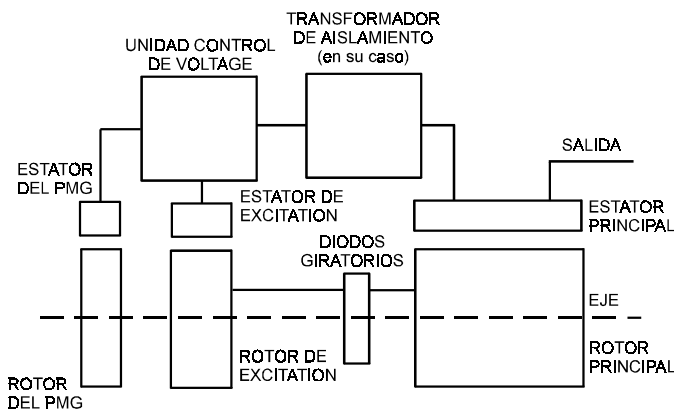 TRANSFORMADOR
DE AISLAMIENTO
(en su caso)
UNIDAD CONTROL
DE VOLTAGE
SALIDA
ESTATOR
DEL PMG
ESTATOR DE
EXCITATION
ESTATOR
PRINCIPAL
DIODOS
GIRATORIOS
EJE
ROTOR DE
EXCITATION
ROTOR
PRINCIPAL
ROTOR
DEL PMG